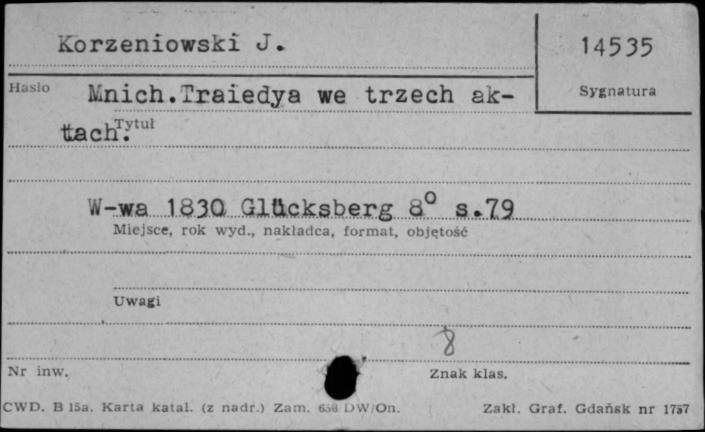 Korzeniowski J.
14535
Hasło
Sygnatura
Mnich.Traiedya we trzech ak-
tach.
Tytuł
W-wa 1830 Glücksberg 8° s.79
Miejsce, rok wyd., nakładca, format, objętość
Uwagi
8
Nr inw.
Znak klas.
CWD. B 15a. Karta katal. (z nadr.) Zam. DW/On.
Zakł. Graf. Gdańsk nr 1757